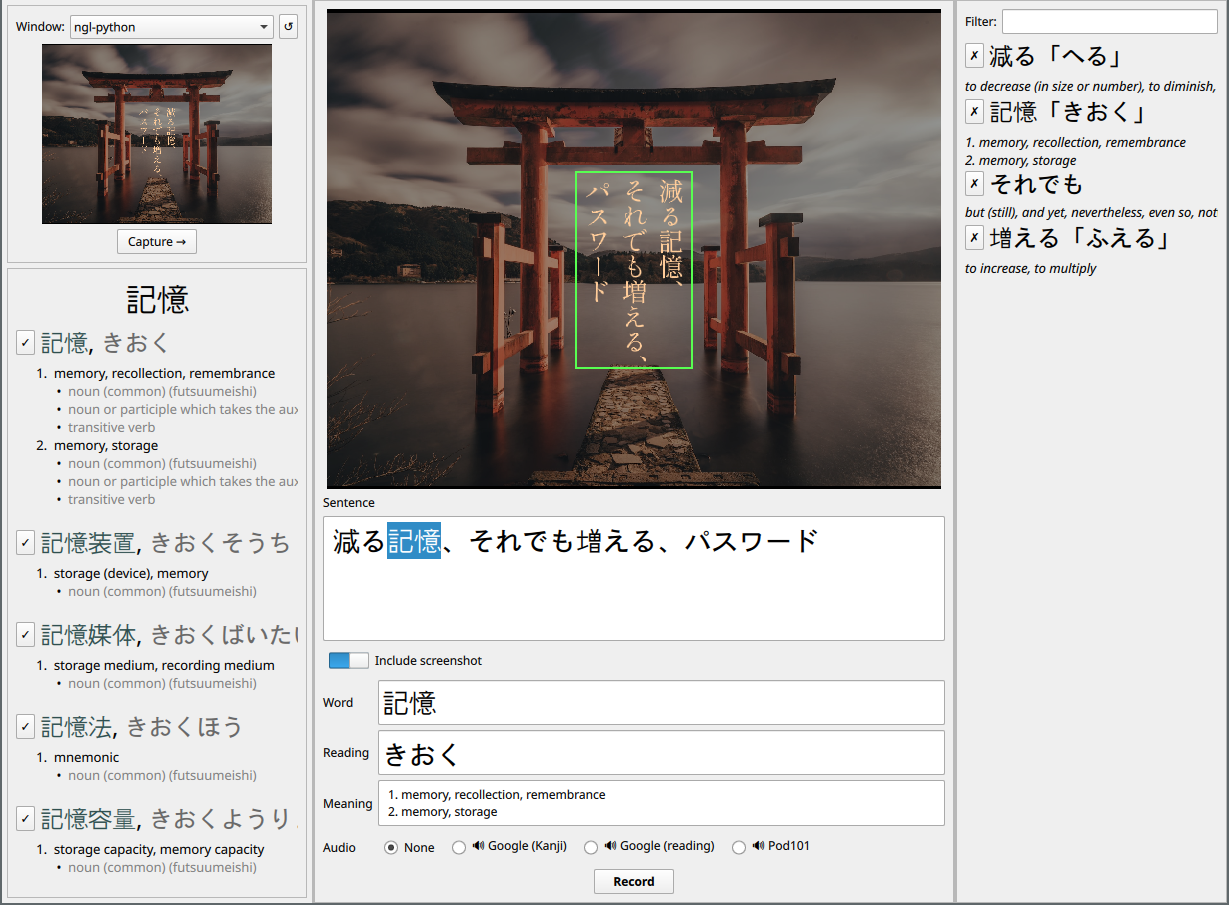 Window:
ngl-python
↺
減る記憶、
それでも増える、
パスワード
Capture →
記憶
✓ 記憶, きおく
1. memory, recollection, remembrance
• noun (common) (futsuumeishi)
• noun or participle which takes the aux
• transitive verb
2. memory, storage
• noun (common) (futsuumeishi)
• noun or participle which takes the aux
• transitive verb
✓ 記憶装置, きおくそうち
1. storage (device), memory
• noun (common) (futsuumeishi)
✓ 記憶媒体, きおくばいたい
1. storage medium, recording medium
• noun (common) (futsuumeishi)
✓ 記憶法, きおくほう
1. mnemonic
• noun (common) (futsuumeishi)
✓ 記憶容量, きおくようり
1. storage capacity, memory capacity
• noun (common) (futsuumeishi)
減る記憶、
それでも増える、
パスワード
Sentence
減る記憶、それでも増える、パスワード
Include screenshot
Word
記憶
Reading
きおく
Meaning
1. memory, recollection, remembrance
2. memory, storage
Audio
None
Google (Kanji)
Google (reading)
Pod101
Record
Filter:
✗ 減る「へる」
to decrease (in size or number), to diminish,
✗ 記憶「きおく」
1. memory, recollection, remembrance
2. memory, storage
✗ それでも
but (still), and yet, nevertheless, even so, not
✗ 増える「ふえる」
to increase, to multiply